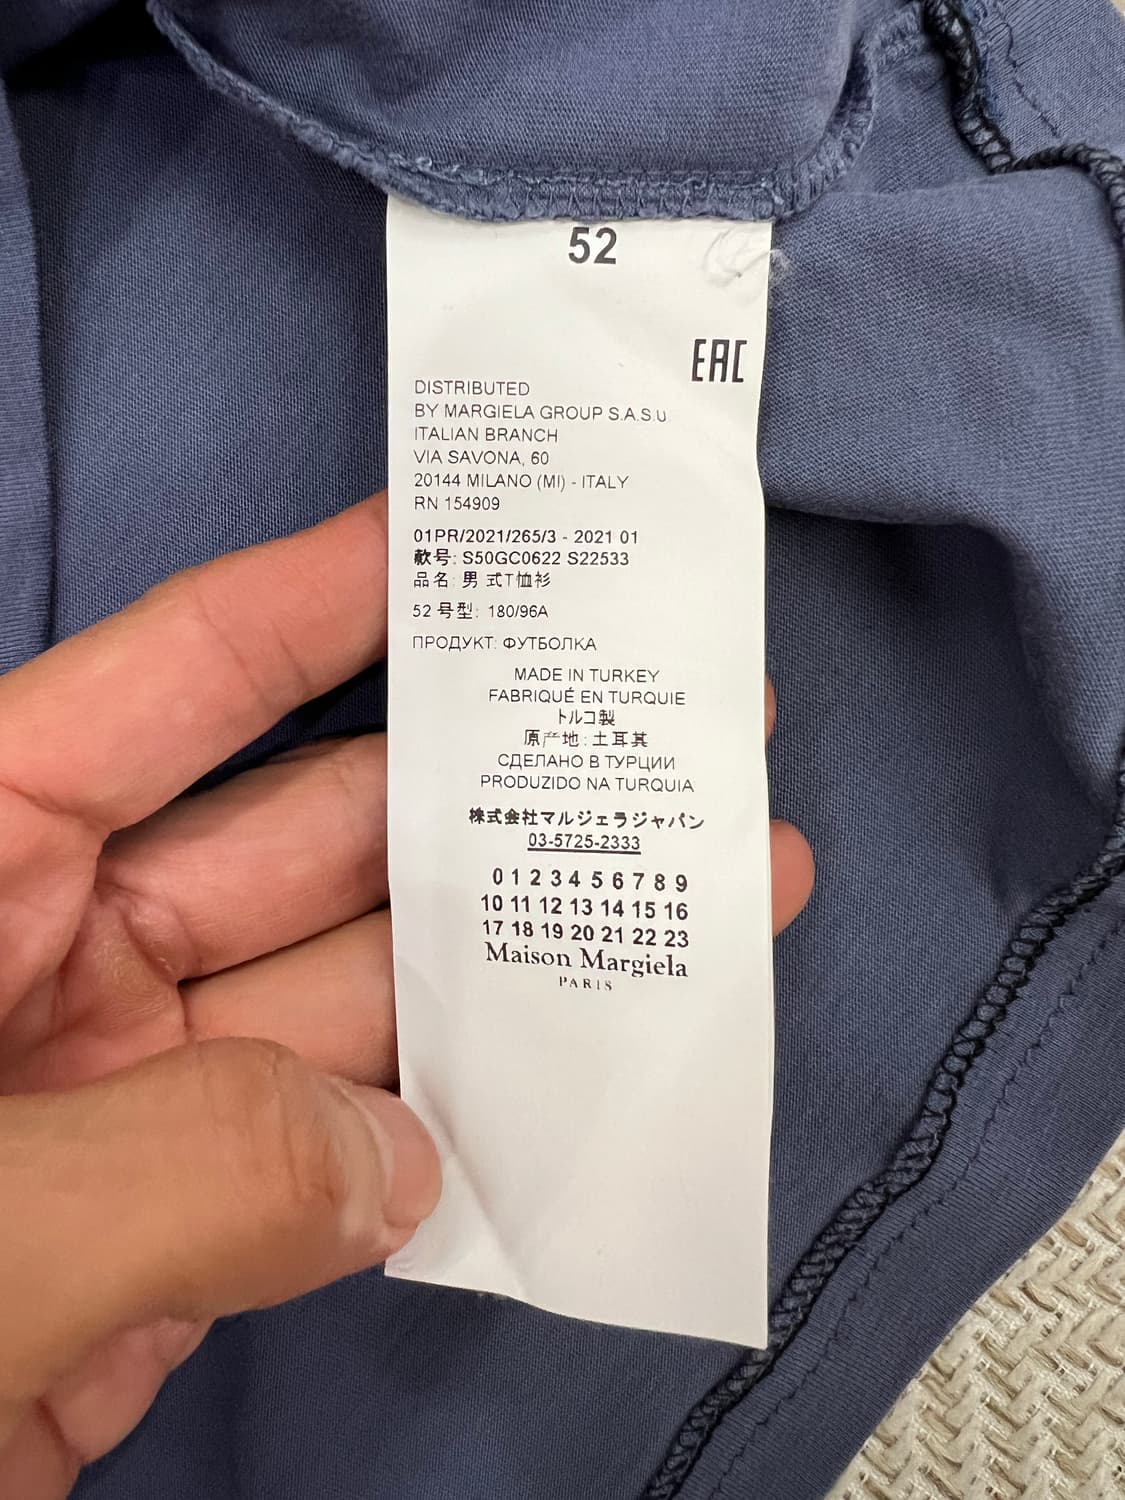 52
EAC
DISTRIBUTED
BY MARGIELA GROUP S.A.S.U.
ITALIAN BRANCH
VIA SAVONA, 60
20144 MILANO (MI) - ITALY
RN 154909
01PR/2021/265/3 - 2021 01
款号: S50GC0622 S22533
品名: 男 式T恤衫
52 号型: 180/96A
ПРОДУКТ: ФУТБОЛКА
MADE IN TURKEY
FABRIQUÉ EN TURQUIE
トルコ製
原产地: 土耳其
СДЕЛАНО В ТУРЦИИ
PRODUZIDO NA TURQUIA
株式会社マルジェラジャパン
03-5725-2333
0 1 2 3 4 5 6 7 8 9
10 11 12 13 14 15 16
17 18 19 20 21 22 23
Maison Margiela
PARIS